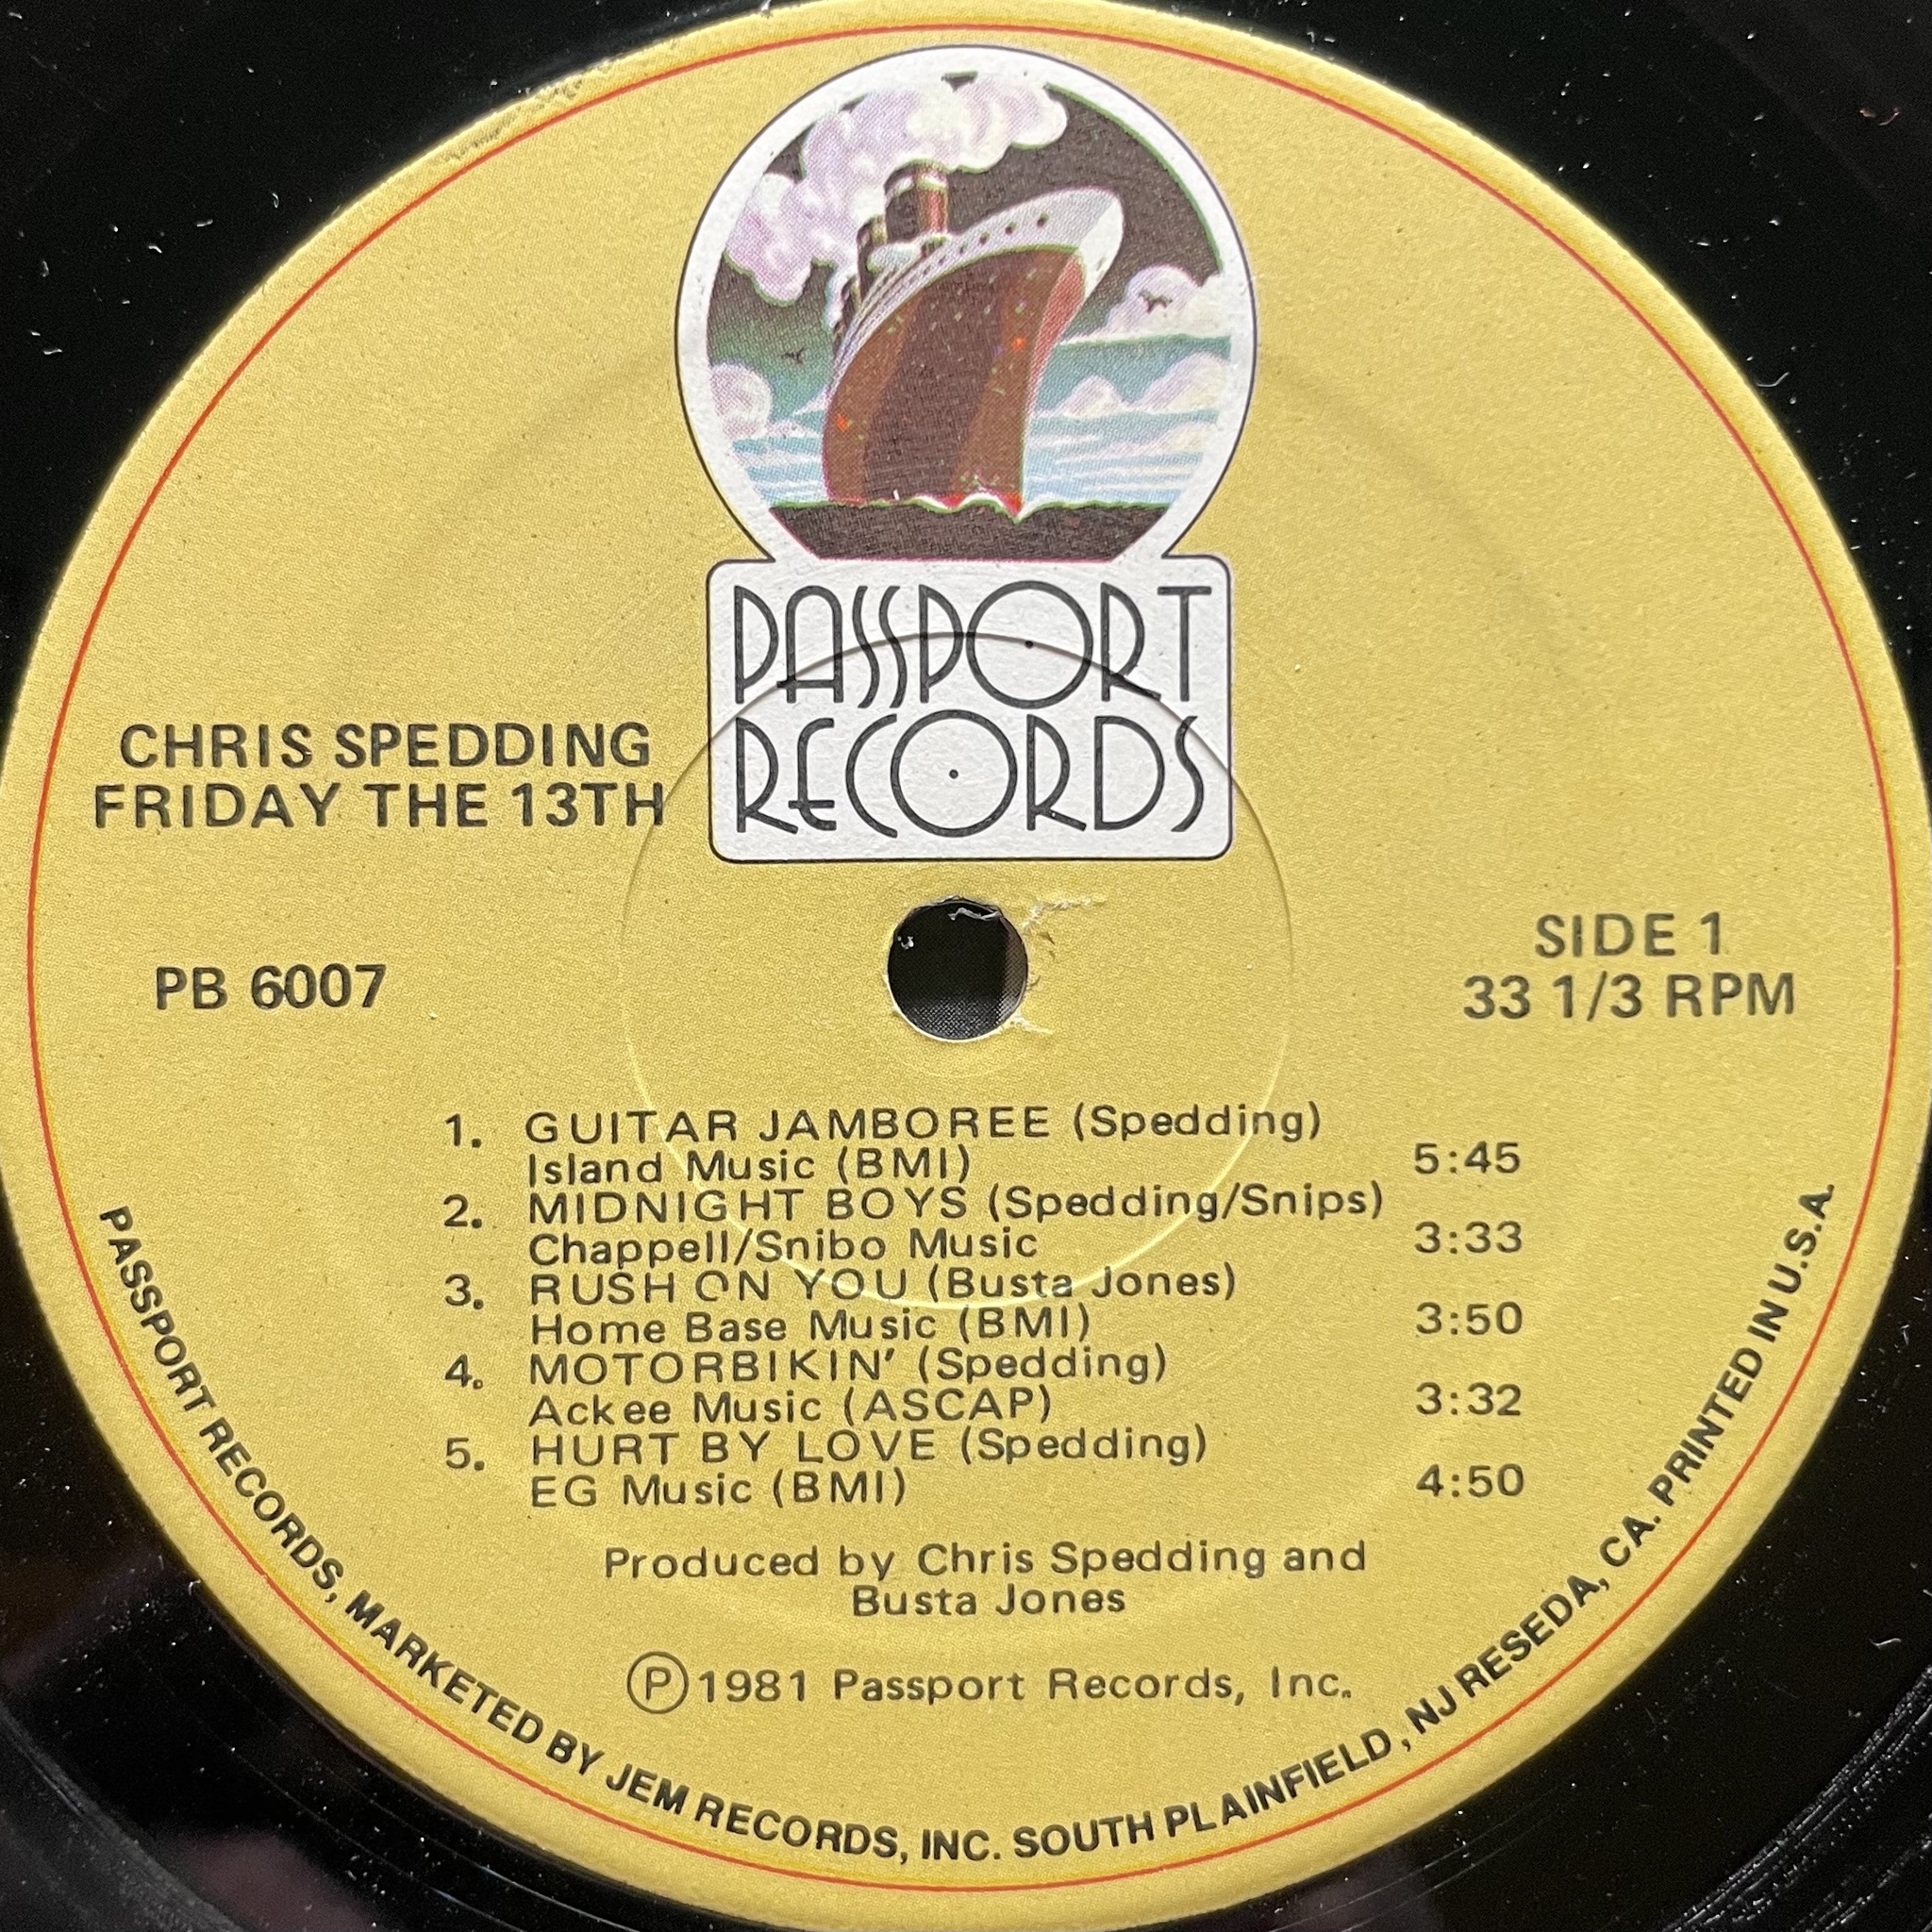 PASSPORT
RECORDS
CHRIS SPEDDING
FRIDAY THE 13TH
PB 6007
SIDE 1
33 1/3 RPM
1. GUITAR JAMBOREE (Spedding)
Island Music (BMI) 5:45
2. MIDNIGHT BOYS (Spedding/Snips)
Chappell/Snibo Music 3:33
3. RUSH ON YOU (Busta Jones)
Home Base Music (BMI) 3:50
4. MOTORBIKIN' (Spedding)
Ackee Music (ASCAP) 3:32
5. HURT BY LOVE (Spedding)
EG Music (BMI) 4:50
Produced by Chris Spedding and
Busta Jones
Ⓟ1981 Passport Records, Inc.
PASSPORT RECORDS, MARKETED BY JEM RECORDS, INC. SOUTH PLAINFIELD, NJ RESEDA, CA. PRINTED IN U.S.A.